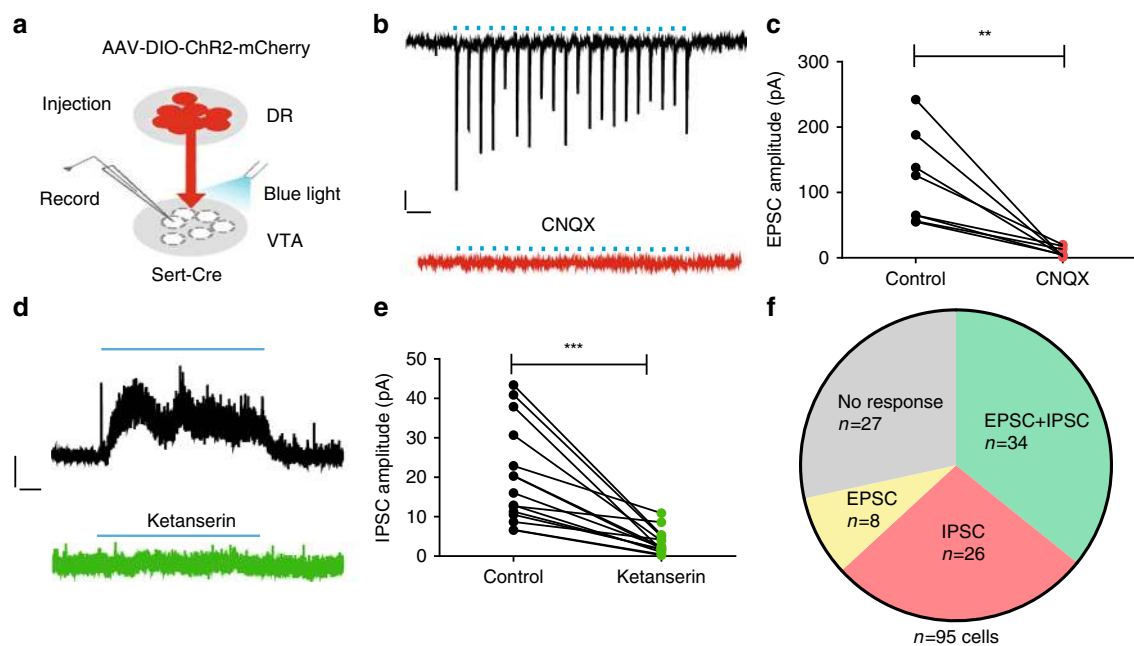 a
AAV-DIO-ChR2-mCherry
Injection
DR
Record
Blue light
VTA
Sert-Cre
b
CNQX
c
**
EPSC amplitude (pA)
300
200
100
0
Control
CNQX
d
Ketanserin
e
***
IPSC amplitude (pA)
50
40
30
20
10
0
Control
Ketanserin
f
No response
n=27
EPSC+IPSC
n=34
EPSC
n=8
IPSC
n=26
n=95 cells